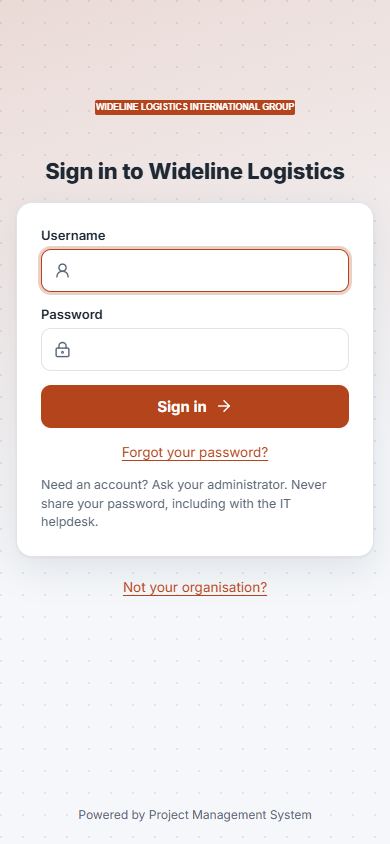 WIDELINE LOGISTICS INTERNATIONAL GROUP
Sign in to Wideline Logistics
Username
Password
Sign in
Forgot your password?
Need an account? Ask your administrator. Never
share your password, including with the IT
helpdesk.
Not your organisation?
Powered by Project Management System